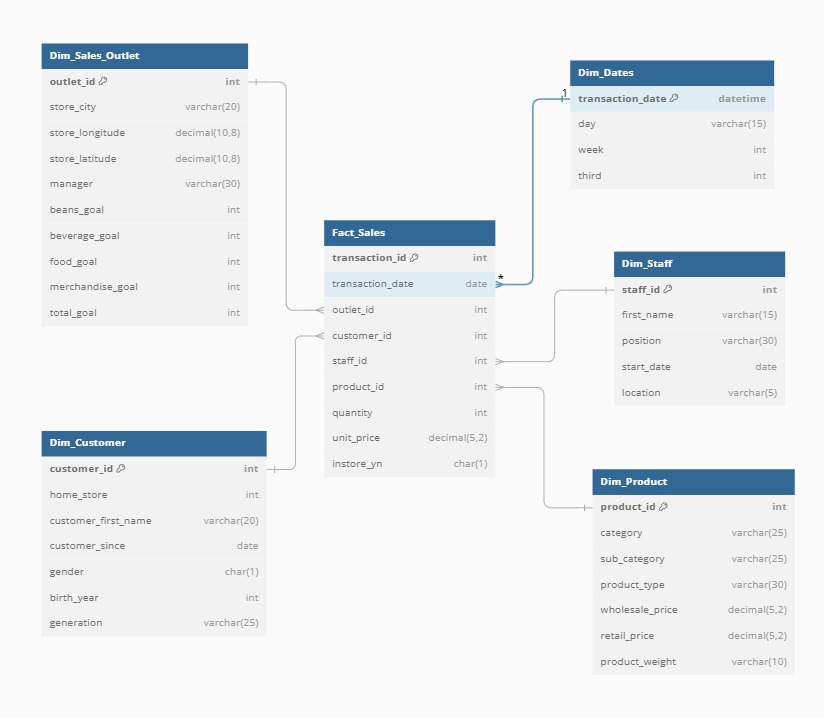 Dim_Sales_Outlet
outlet_id int
store_city varchar(20)
store_longitude decimal(10,8)
store_latitude decimal(10,8)
manager varchar(30)
beans_goal int
beverage_goal int
food_goal int
merchandise_goal int
total_goal int
Dim_Dates
1
transaction_date datetime
day varchar(15)
week int
third int
Fact_Sales
transaction_id int
transaction_date date
*
outlet_id int
customer_id int
staff_id int
product_id int
quantity int
unit_price decimal(5,2)
instore_yn char(1)
Dim_Staff
staff_id int
first_name varchar(15)
position varchar(30)
start_date date
location varchar(5)
Dim_Customer
customer_id int
home_store int
customer_first_name varchar(20)
customer_since date
gender char(1)
birth_year int
generation varchar(25)
Dim_Product
product_id int
category varchar(25)
sub_category varchar(25)
product_type varchar(30)
wholesale_price decimal(5,2)
retail_price decimal(5,2)
product_weight varchar(10)